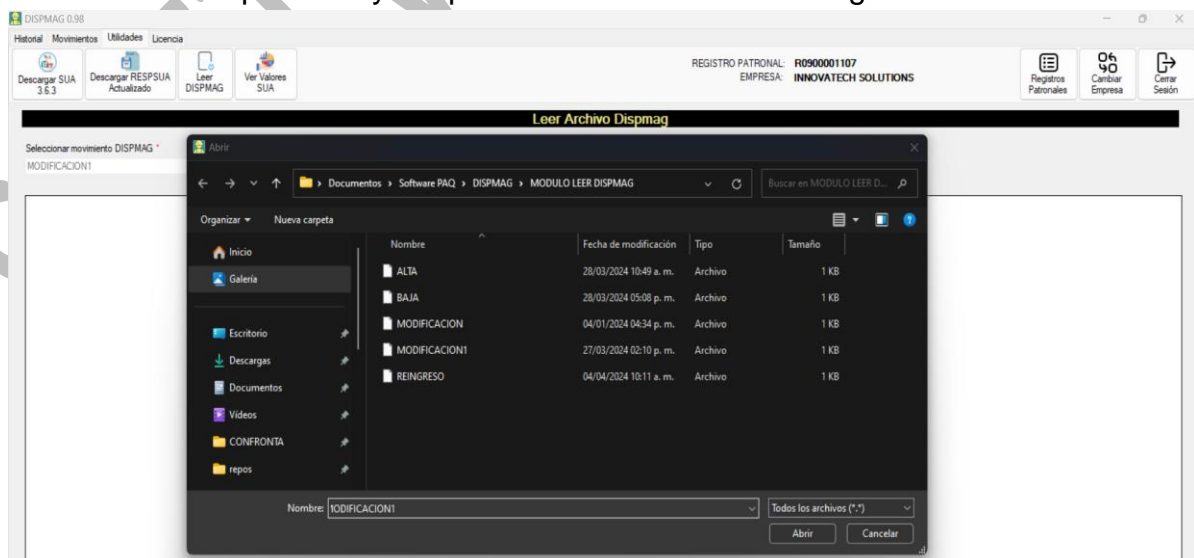 DISPMAG 0.98
Historial Movimientos Utilidades Licencia
Descargar SUA
3.6.3
Descargar RESPSUA
Actualizado
Leer
DISPMAG
Ver Valores
SUA
REGISTRO PATRONAL: R0900001107
EMPRESA: INNOVATECH SOLUTIONS
Registros
Patronales
Cambiar
Empresa
Cerrar
Sesión
Leer Archivo Dispmag
Seleccionar movimiento DISPMAG *
MODIFICACION1
Abrir
Documentos > Software PAQ > DISPMAG > MODULO LEER DISPMAG
Buscar en MODULO LEER D...
Organizar Nueva carpeta
Inicio
Galería
Escritorio
Descargas
Documentos
Vídeos
CONFRONTA
repos
Nombre Fecha de modificación Tipo Tamaño
ALTA 28/03/2024 10:49 a. m. Archivo 1 KB
BAJA 28/03/2024 05:08 p. m. Archivo 1 KB
MODIFICACION 04/01/2024 04:34 p. m. Archivo 1 KB
MODIFICACION1 27/03/2024 02:10 p. m. Archivo 1 KB
REINGRESO 04/04/2024 10:11 a. m. Archivo 1 KB
Nombre: 1ODIFICACION1 Todos los archivos (*.*)
Abrir Cancelar